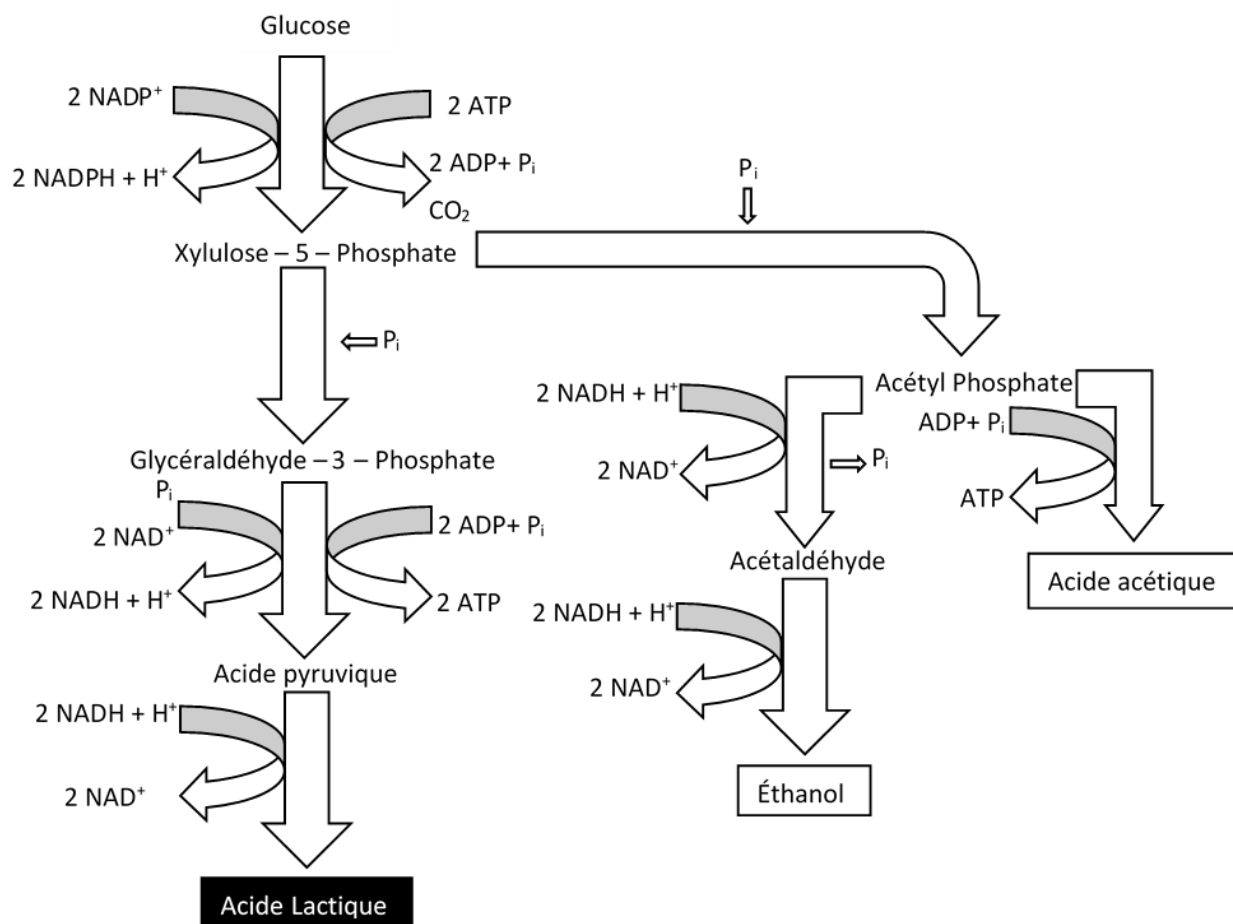 Glucose
2 NADP⁺
2 ATP
2 NADPH + H⁺
2 ADP+ Pᵢ
CO₂
Pᵢ
Xylulose – 5 – Phosphate
Pᵢ
Acétyl Phosphate
2 NADH + H⁺
ADP+ Pᵢ
2 NAD⁺
Pᵢ
ATP
Glycéraldéhyde – 3 – Phosphate
Pᵢ
2 NAD⁺
2 ADP+ Pᵢ
2 NADH + H⁺
2 ATP
Acétaldéhyde
Acide acétique
2 NADH + H⁺
2 NAD⁺
Acide pyruvique
2 NADH + H⁺
2 NAD⁺
Éthanol
Acide Lactique